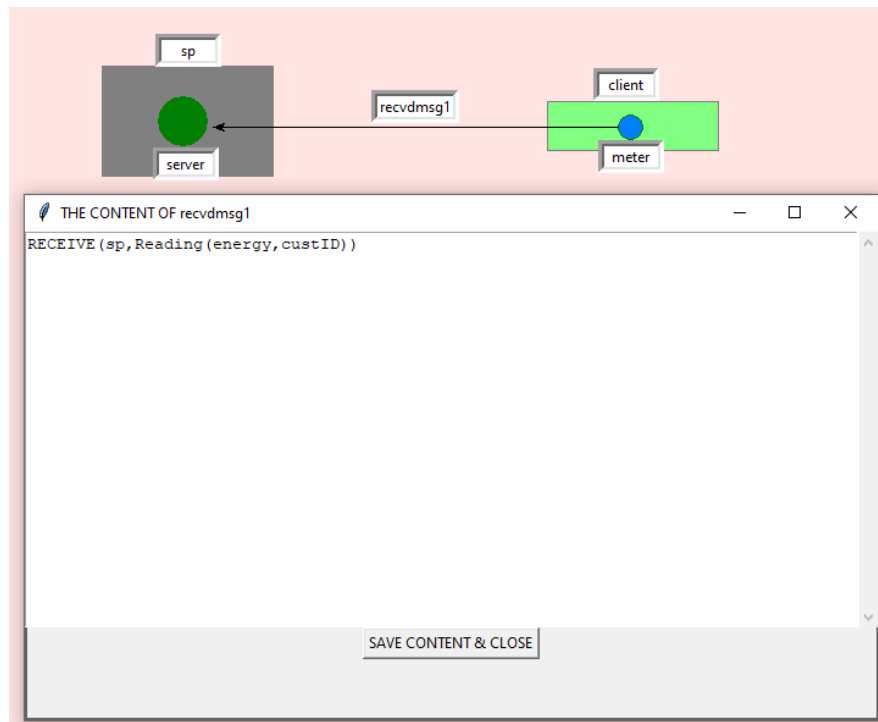 sp
client
recvdmsg1
server
meter
THE CONTENT OF recvdmsg1
RECEIVE(sp,Reading(energy,custID))
SAVE CONTENT & CLOSE